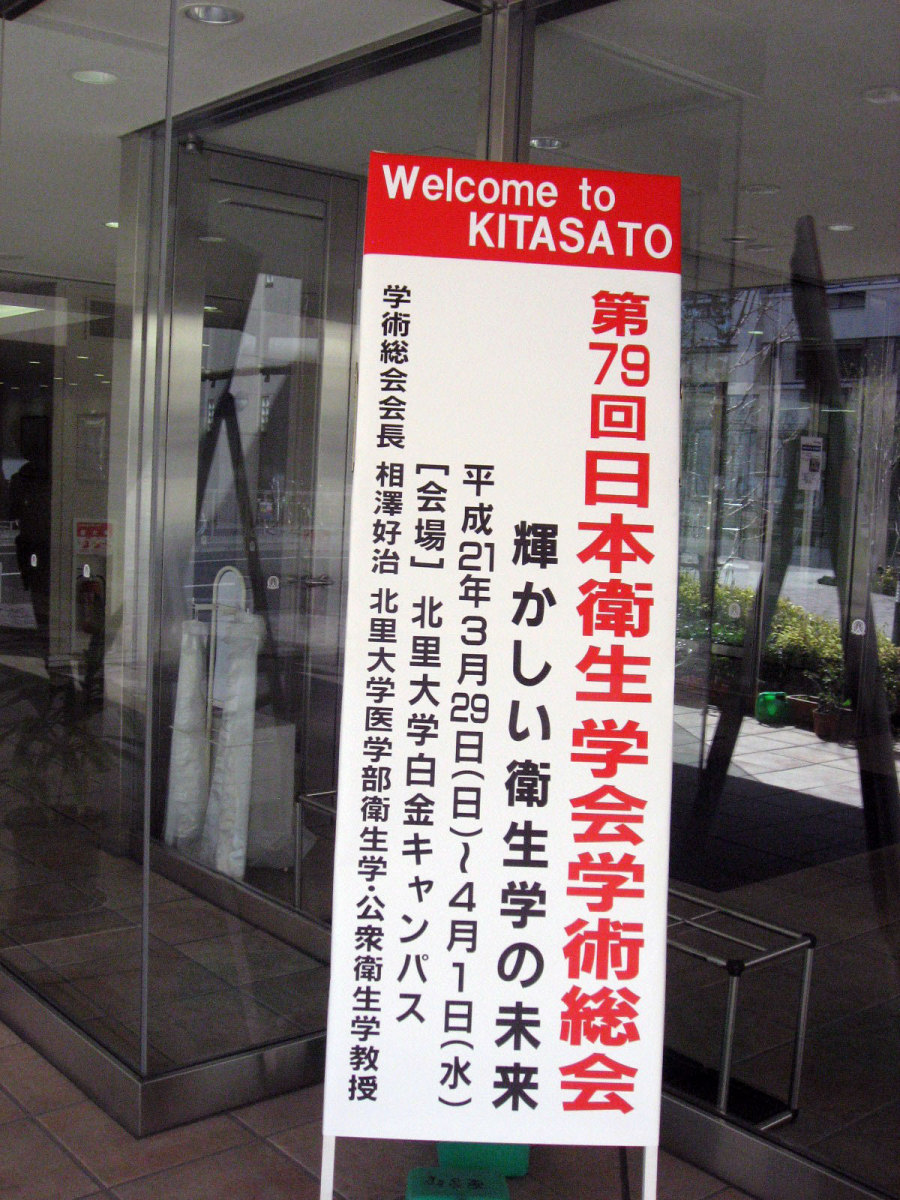 Welcome to
KITASATO
第79回日本衛生学会学術総会
輝かしい衛生学の未来
平成21年3月29日(日)~4月1日(水)
[会場] 北里大学白金キャンパス
学術総会会長 相澤好治 北里大学医学部衛生学・公衆衛生学教授